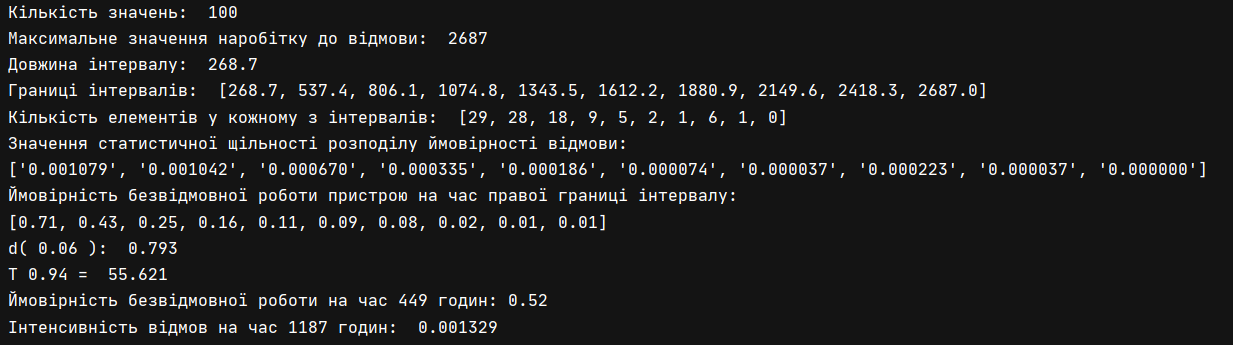 Кількість значень:  100
Максимальне значення наробітку до відмови:  2687
Довжина інтервалу:  268.7
Границі інтервалів:  [268.7, 537.4, 806.1, 1074.8, 1343.5, 1612.2, 1880.9, 2149.6, 2418.3, 2687.0]
Кількість елементів у кожному з інтервалів:  [29, 28, 18, 9, 5, 2, 1, 6, 1, 0]
Значення статистичної щільності розподілу ймовірності відмови:
['0.001079', '0.001042', '0.000670', '0.000335', '0.000186', '0.000074', '0.000037', '0.000223', '0.000037', '0.000000']
Ймовірність безвідмовної роботи пристрою на час правої границі інтервалу:
[0.71, 0.43, 0.25, 0.16, 0.11, 0.09, 0.08, 0.02, 0.01, 0.01]
d( 0.06 ):  0.793
T 0.94 =  55.621
Ймовірність безвідмовної роботи на час 449 годин: 0.52
Інтенсивність відмов на час 1187 годин:  0.001329